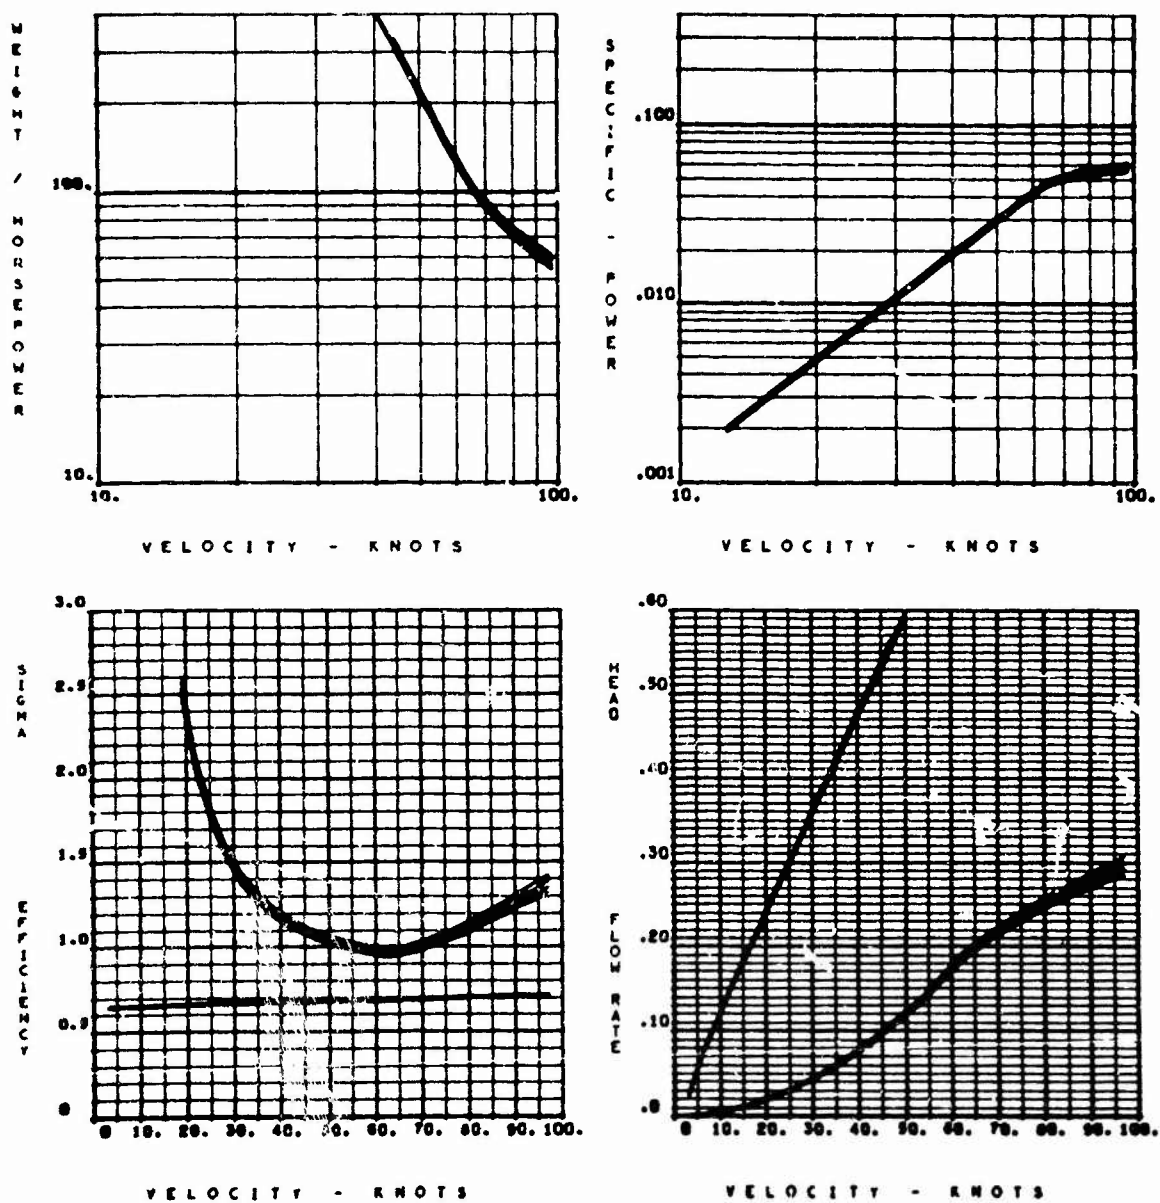 WEIGHT / HORSEPOWER
100.
10.
10.
100.
VELOCITY - KNOTS
SPECIFIC - POWER
.100
.010
.001
10.
100.
VELOCITY - KNOTS
SIGMA
EFFICIENCY
3.0
2.5
2.0
1.5
1.0
0.5
0
0 10. 20. 30. 40. 50. 60. 70. 80. 90. 100.
VELOCITY - KNOTS
HEAD
FLOW RATE
.60
.50
.40
.30
.20
.10
.0
0 10. 20. 30. 40. 50. 60. 70. 80. 90. 100.
VELOCITY - KNOTS